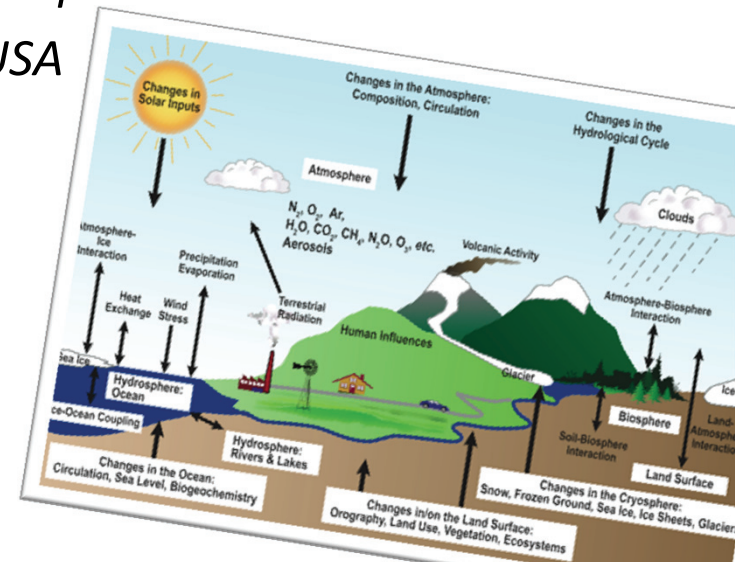 USA
Changes in
Solar Inputs
Changes in the Atmosphere:
Composition, Circulation
Changes in the
Hydrological Cycle
Atmosphere
Clouds
N₂, O₂, Ar,
H₂O, CO₂, CH₄, N₂O, O₃, etc.
Aerosols
Volcanic Activity
Atmosphere-
Ice
Interaction
Precipitation
Evaporation
Heat
Exchange
Wind
Stress
Terrestrial
Radiation
Atmosphere-Biosphere
Interaction
Human Influences
Sea Ice
Glacier
Hydrosphere:
Ocean
Ice-Ocean Coupling
Hydrosphere:
Rivers & Lakes
Biosphere
Soil-Biosphere
Interaction
Land-
Land Surface
Changes in the Ocean:
Circulation, Sea Level, Biogeochemistry
Changes in/on the Land Surface:
Orography, Land Use, Vegetation, Ecosystems
Changes in the Cryosphere:
Snow, Frozen Ground, Sea Ice, Ice Sheets, Glacier